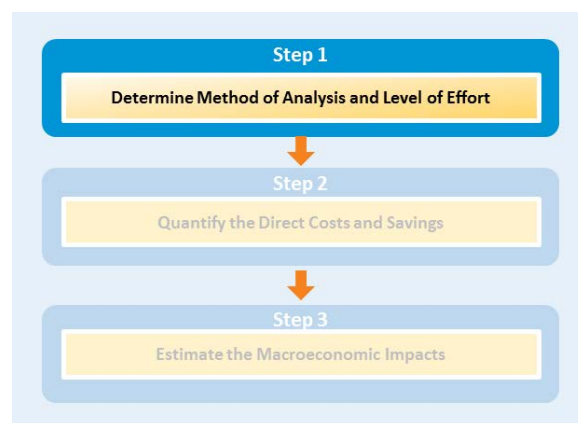 Step 1
Determine Method of Analysis and Level of Effort
Step 2
Quantify the Direct Costs and Savings
Step 3
Estimate the Macroeconomic Impacts